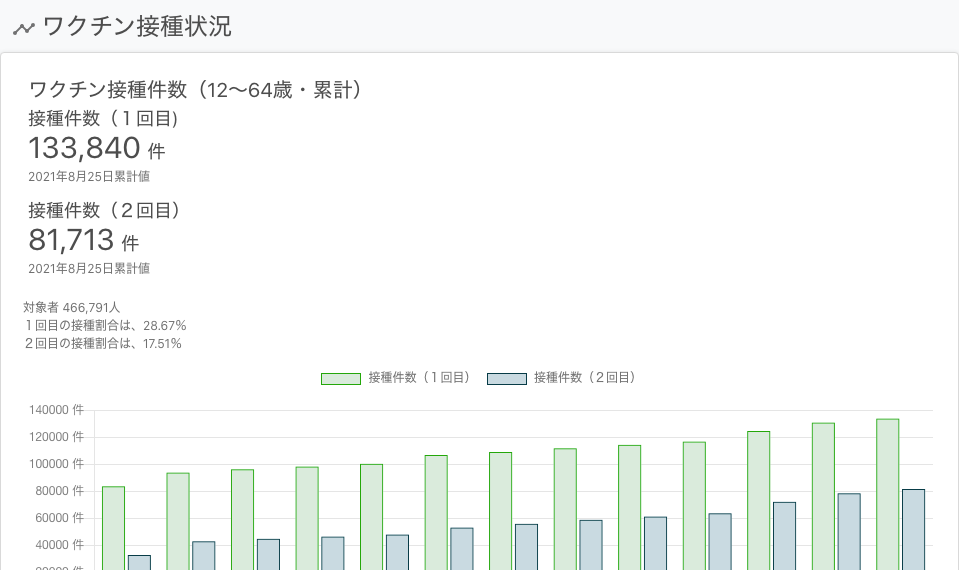 ワクチン接種状況
ワクチン接種件数（12〜64歳・累計）
接種件数（１回目)
133,840 件
2021年8月25日累計値
接種件数（２回目）
81,713 件
2021年8月25日累計値
対象者 466,791人
１回目の接種割合は、28.67%
２回目の接種割合は、17.51%
接種件数（１回目） 接種件数（２回目）
140000 件
120000 件
100000 件
80000 件
60000 件
40000 件